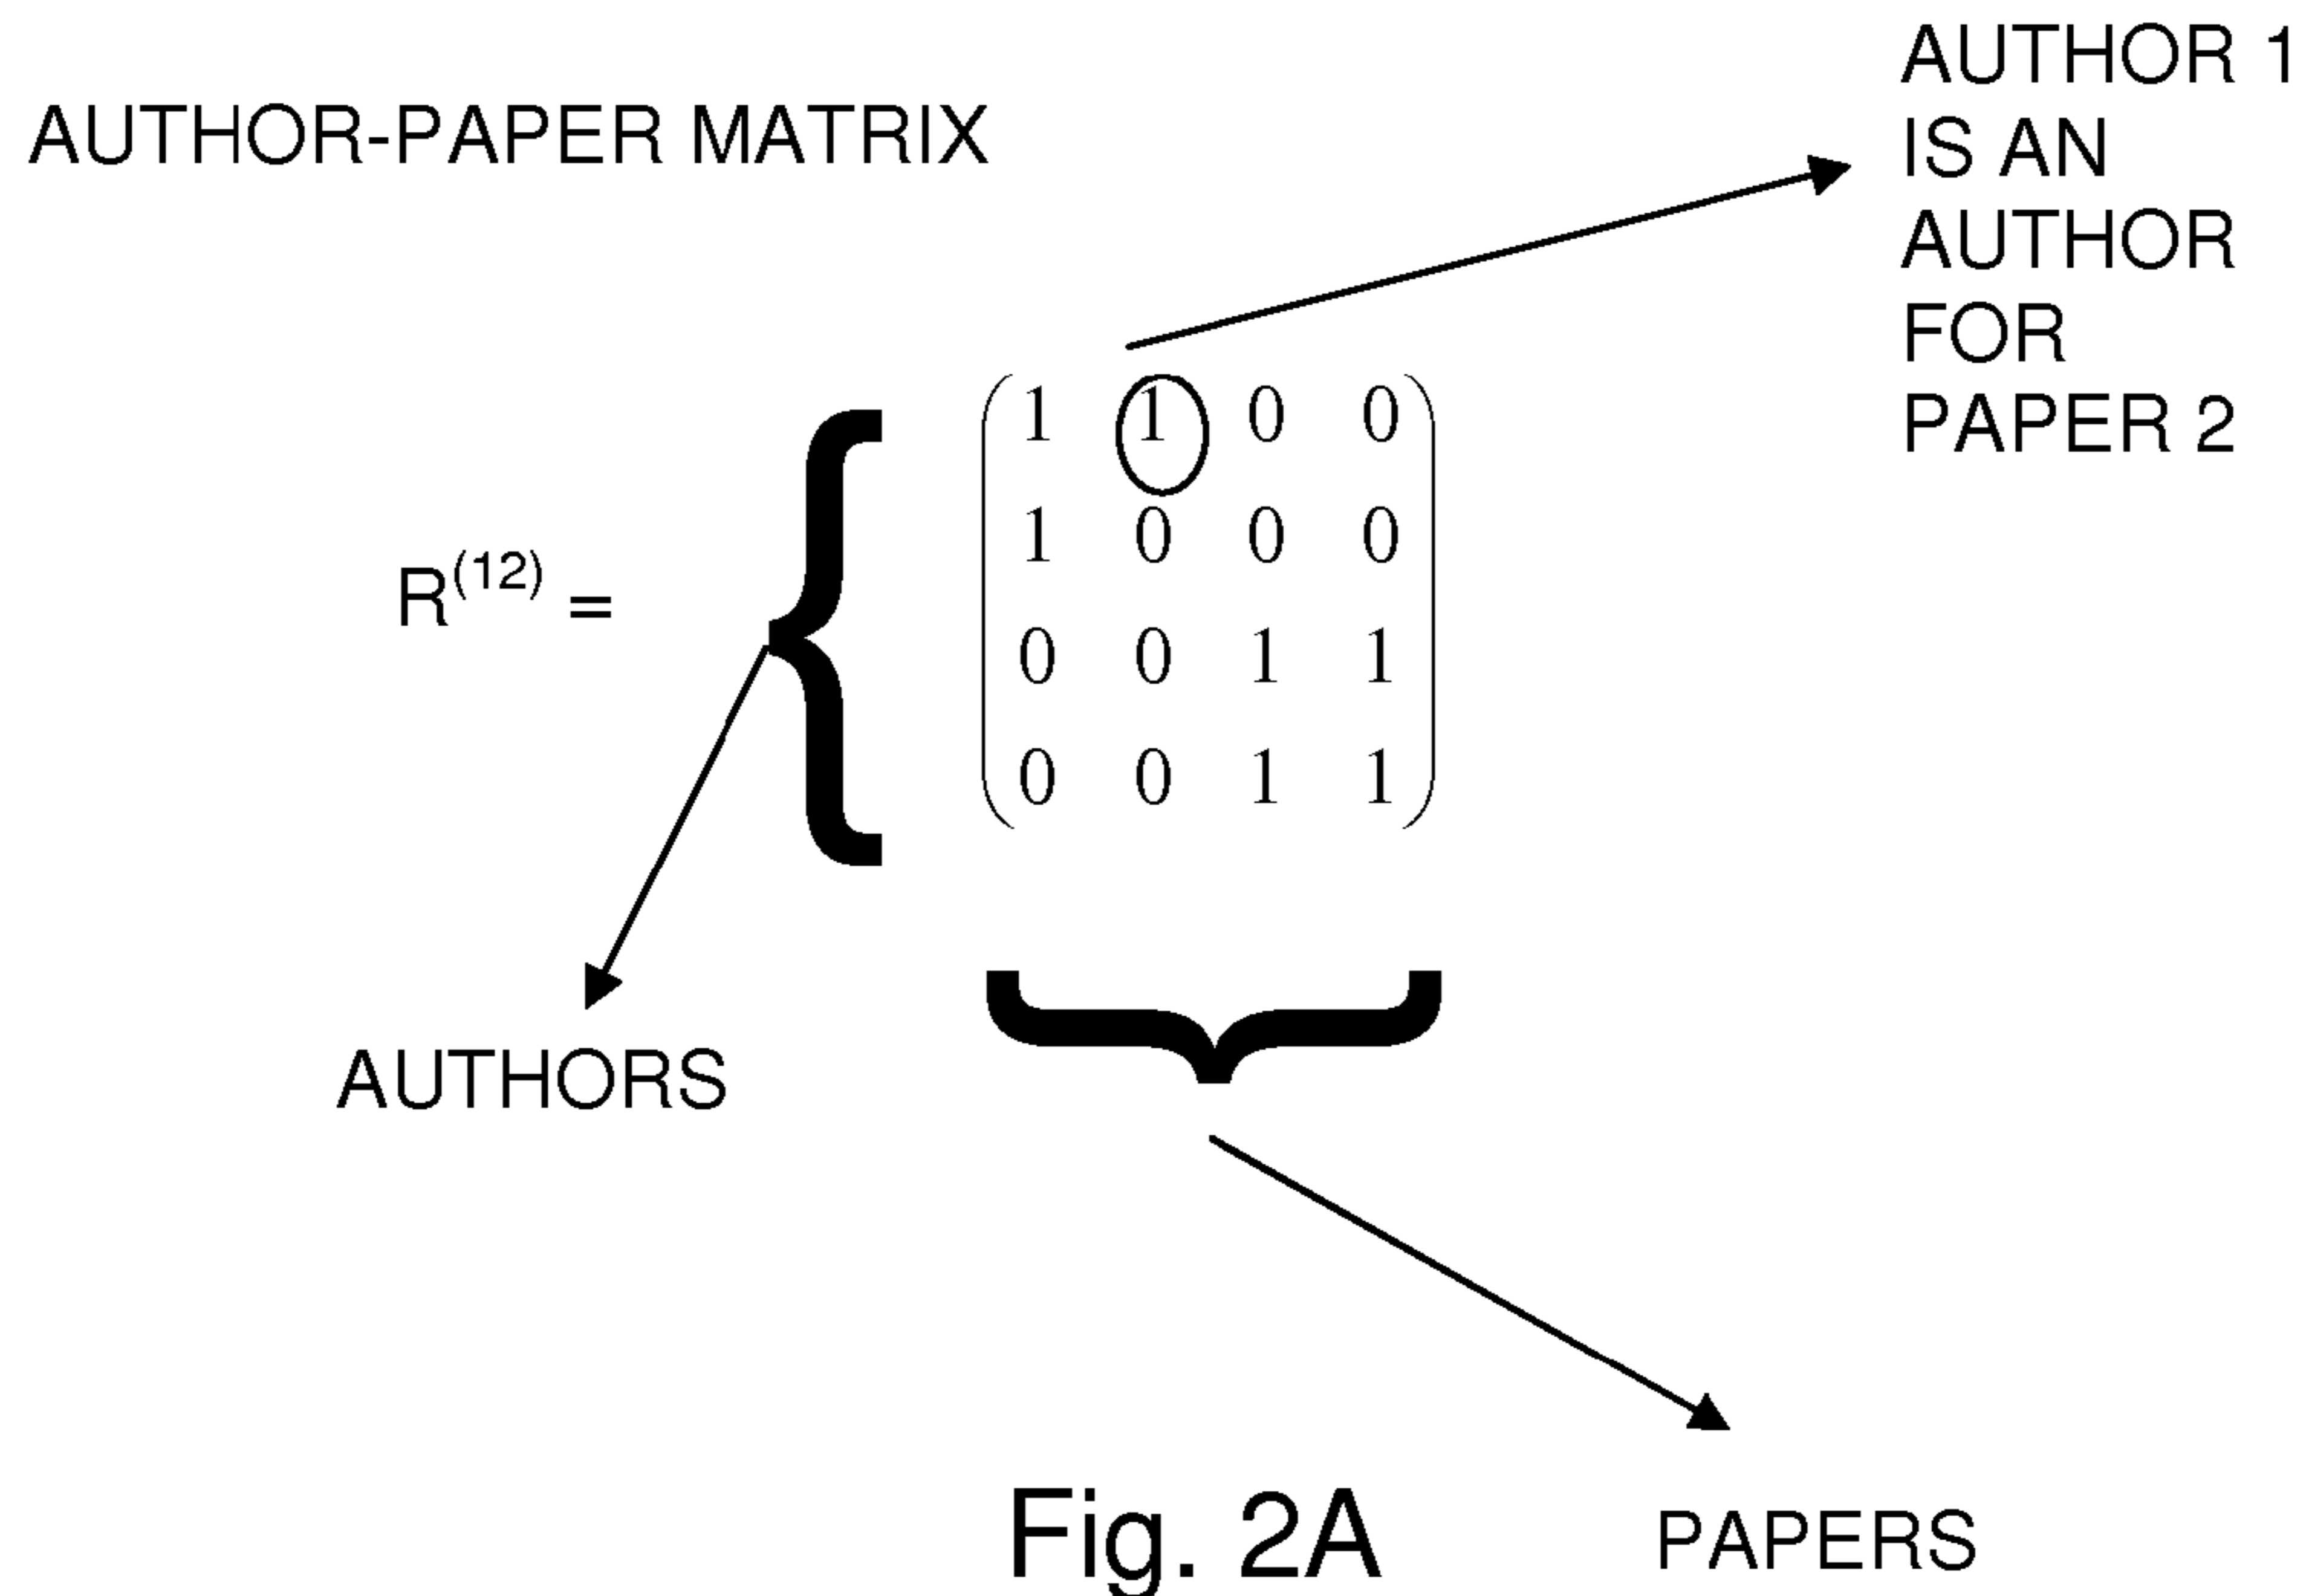 AUTHOR-PAPER MATRIX
AUTHOR 1
IS AN
AUTHOR
FOR
PAPER 2
R(12) =
1 1 0 0
1 0 0 0
0 0 1 1
0 0 1 1
AUTHORS
PAPERS
Fig. 2A